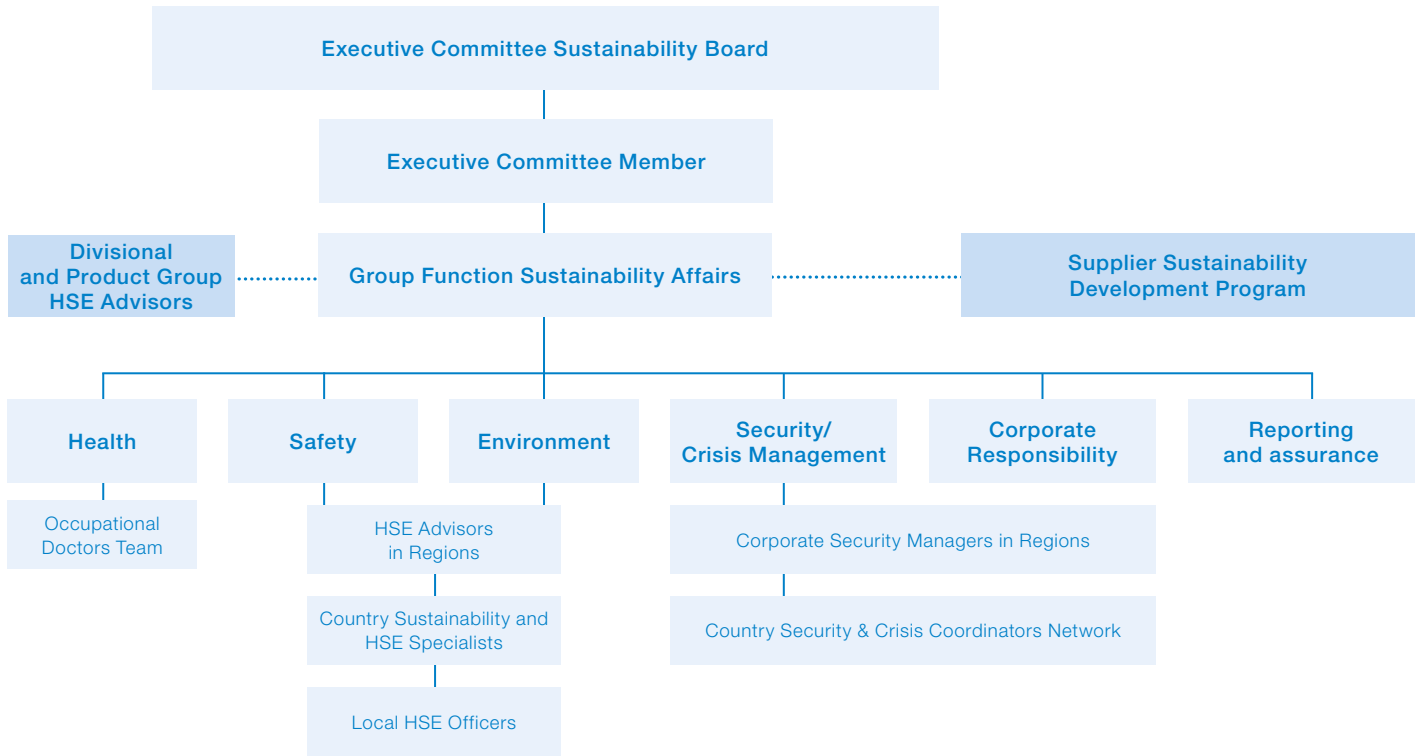 Executive Committee Sustainability Board
Executive Committee Member
Divisional
and Product Group
HSE Advisors
Group Function Sustainability Affairs
Supplier Sustainability
Development Program
Health
Safety
Environment
Security/
Crisis Management
Corporate
Responsibility
Reporting
and assurance
Occupational
Doctors Team
HSE Advisors
in Regions
Corporate Security Managers in Regions
Country Sustainability and
HSE Specialists
Country Security & Crisis Coordinators Network
Local HSE Officers